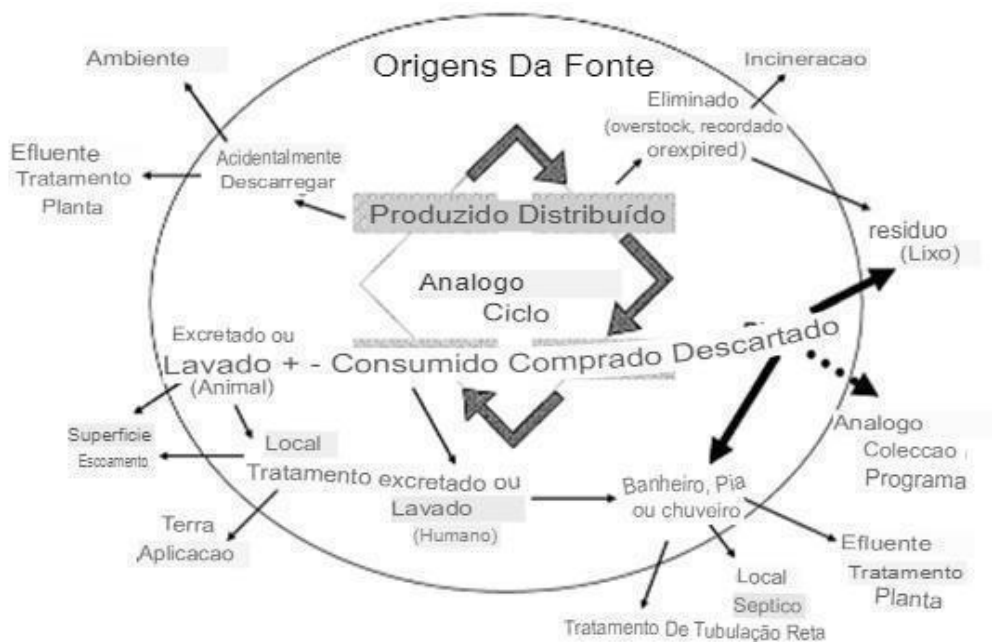 Origens Da Fonte
Ambiente
Incineracao
Eliminado
(overstock, recordado
orexpired)
Efluente
Tratamento
Planta
Acidentalmente
Descarregar
Produzido Distribuído
residuo
(Lixo)
Analogo
Ciclo
Excretado ou
Lavado + - Consumido Comprado Descartado
(Animal)
Superficie
Escoamento
Local
Tratamento excretado ou
Lavado
(Humano)
Banheiro, Pia
ou chuveiro
Analogo
Coleccao
Programa
Terra
Aplicacao
Efluente
Tratamento
Planta
Local
Septico
Tratamento De Tubulação Reta